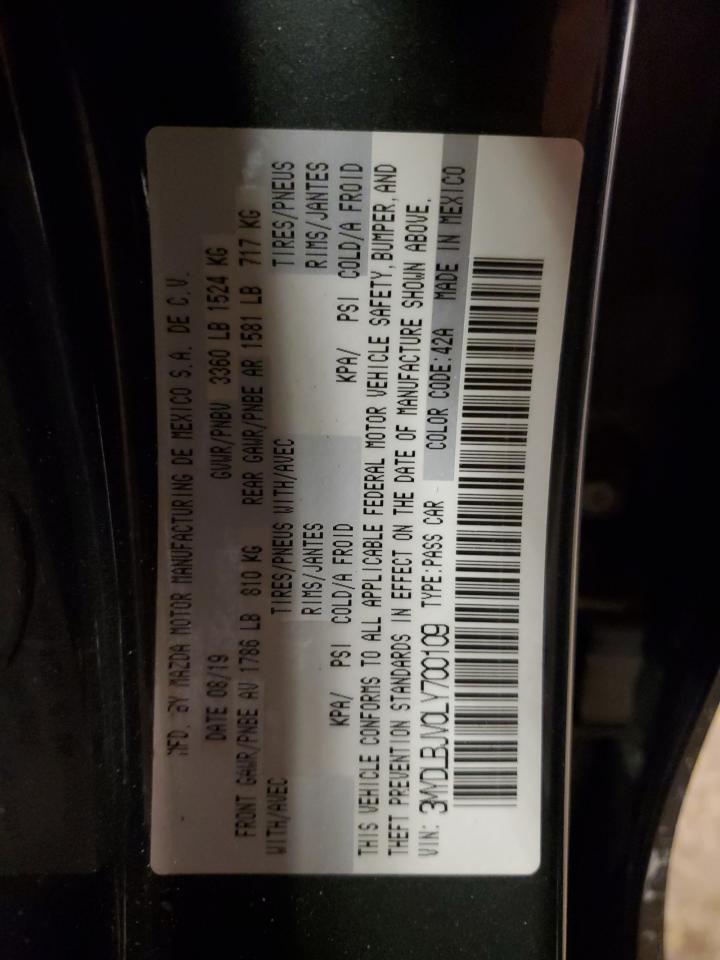 MFD. BY MAZDA MOTOR MANUFACTURING DE MEXICO S.A. DE C.V.
DATE 08/19 GVWR/PNBV 3360 LB 1524 KG
FRONT GAWR/PNBE AV 1786 LB 810 KG REAR GAWR/PNBE AR 1581 LB 717 KG
WITH/AVEC TIRES/PNEUS WITH/AVEC TIRES/PNEUS
RIMS/JANTES RIMS/JANTES
KPA/ PSI COLD/A FROID KPA/ PSI COLD/A FROID
THIS VEHICLE CONFORMS TO ALL APPLICABLE FEDERAL MOTOR VEHICLE SAFETY, BUMPER, AND
THEFT PREVENTION STANDARDS IN EFFECT ON THE DATE OF MANUFACTURE SHOWN ABOVE.
VIN: 3MYDLBJV0LY700109 TYPE:PASS CAR COLOR CODE:42A MADE IN MEXICO